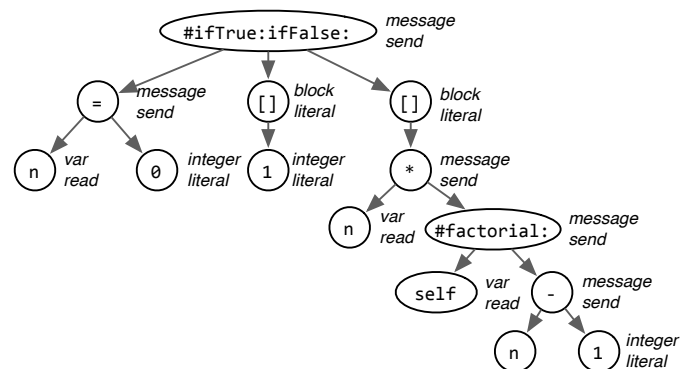 #ifTrue:ifFalse:
message
send
=
message
send
[]
block
literal
[]
block
literal
n
var
read
0
integer
literal
1
integer
literal
*
message
send
n
var
read
#factorial:
message
send
self
var
read
-
message
send
n
1
integer
literal